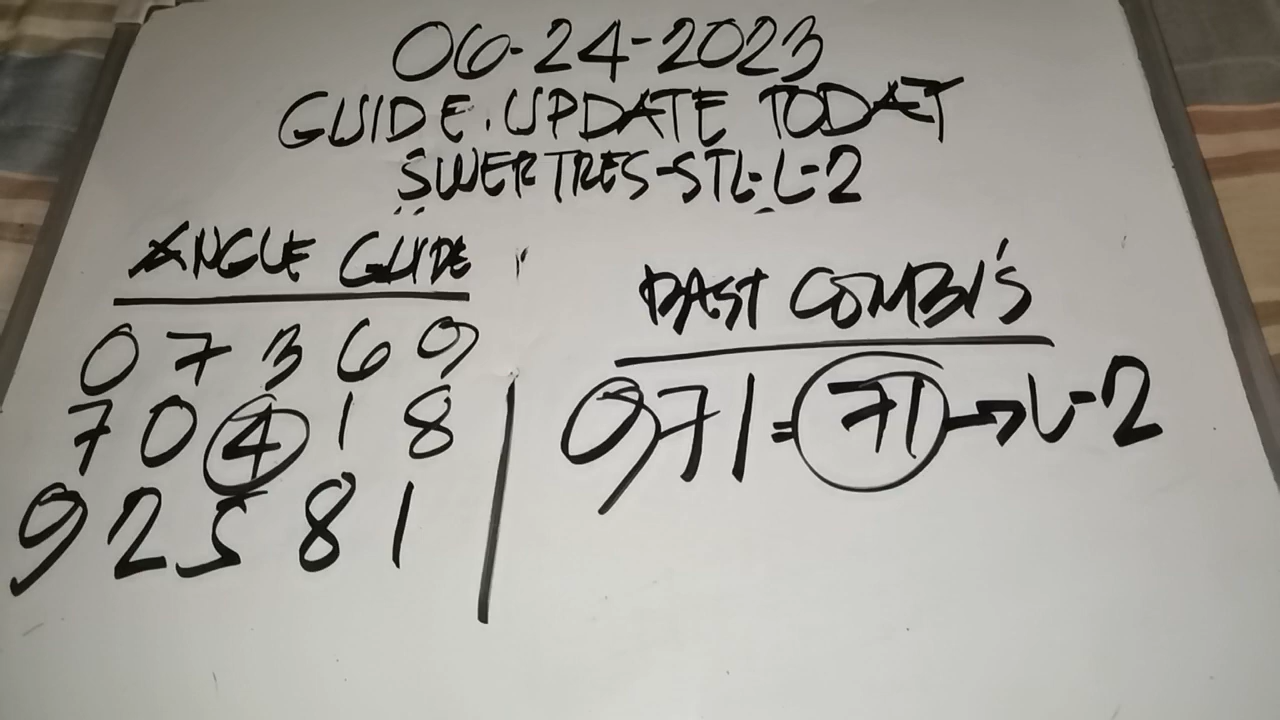 06-24-2023
GUIDE.UPDATE TODAY
SWERTRES-STL-L-2
ANGLE GUIDE
0 7 3 6 9
7 0 4 1 8
9 2 5 8 1
PAST COMBI'S
971=71→L-2